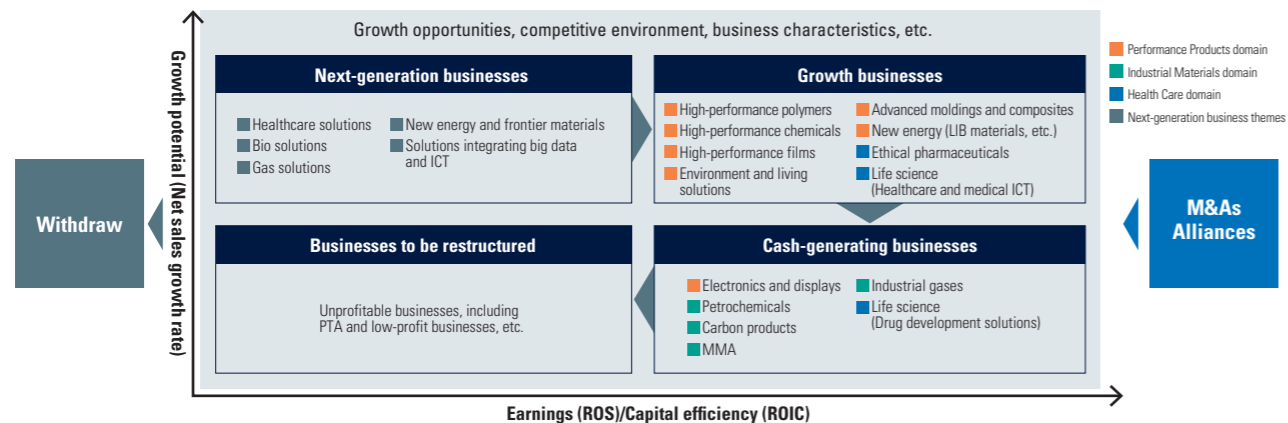 Growth opportunities, competitive environment, business characteristics, etc.
Growth potential (Net sales growth rate)
Withdraw
Next-generation businesses
Healthcare solutions
Bio solutions
Gas solutions
New energy and frontier materials
Solutions integrating big data
and ICT
Growth businesses
High-performance polymers
High-performance chemicals
High-performance films
Environment and living
solutions
Advanced moldings and composites
New energy (LIB materials, etc.)
Ethical pharmaceuticals
Life science
(Healthcare and medical ICT)
Businesses to be restructured
Unprofitable businesses, including
PTA and low-profit businesses, etc.
Cash-generating businesses
Electronics and displays
Petrochemicals
Carbon products
MMA
Industrial gases
Life science
(Drug development solutions)
Performance Products domain
Industrial Materials domain
Health Care domain
Next-generation business themes
M&As
Alliances
Earnings (ROS)/Capital efficiency (ROIC)